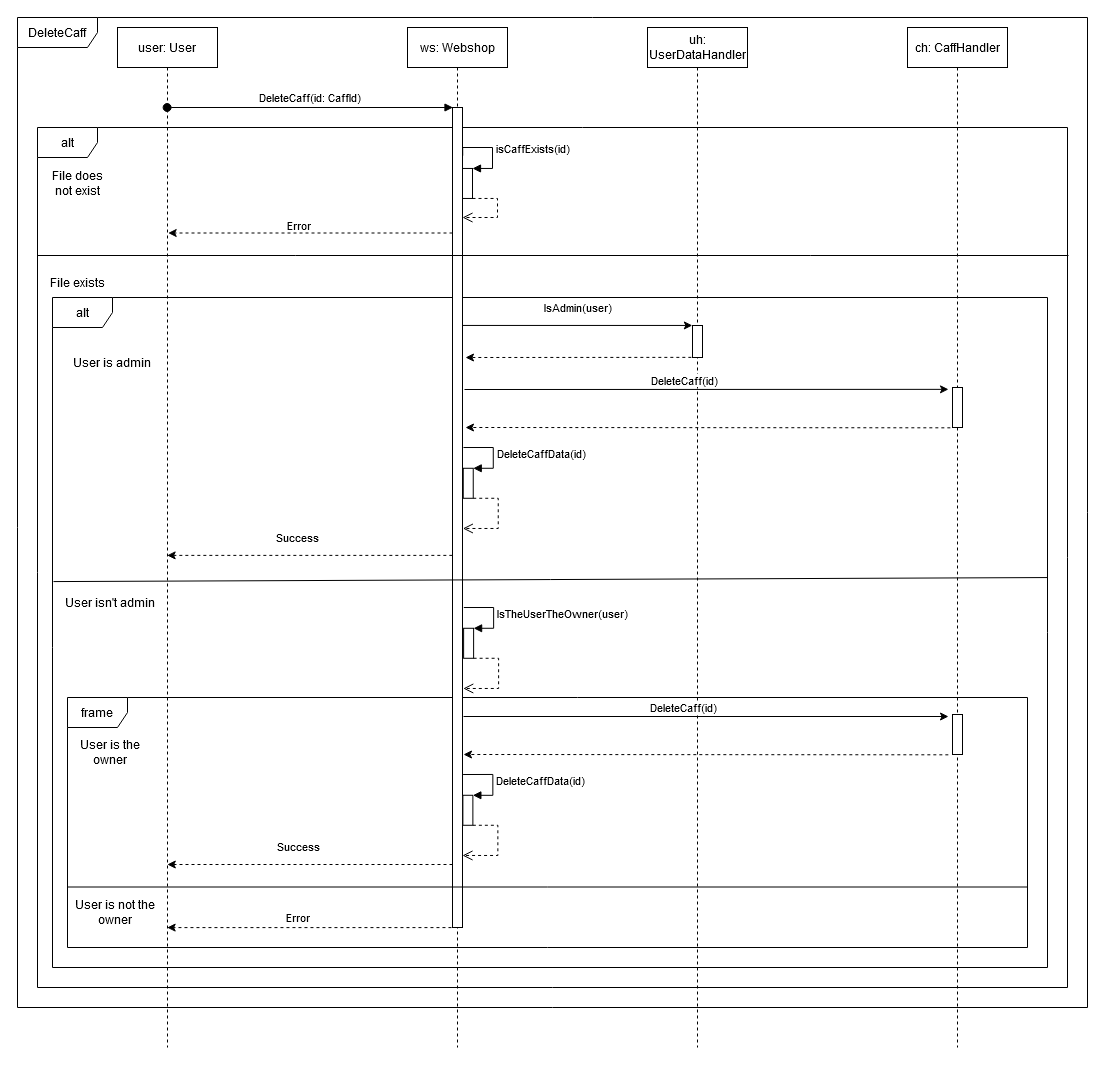 DeleteCaff
user: User
ws: Webshop
uh:
UserDataHandler
ch: CaffHandler
DeleteCaff(id: CaffId)
alt
isCaffExists(id)
File does
not exist
Error
File exists
alt
IsAdmin(user)
User is admin
DeleteCaff(id)
DeleteCaffData(id)
Success
User isn't admin
IsTheUserTheOwner(user)
frame
DeleteCaff(id)
User is the
owner
DeleteCaffData(id)
Success
User is not the
owner
Error